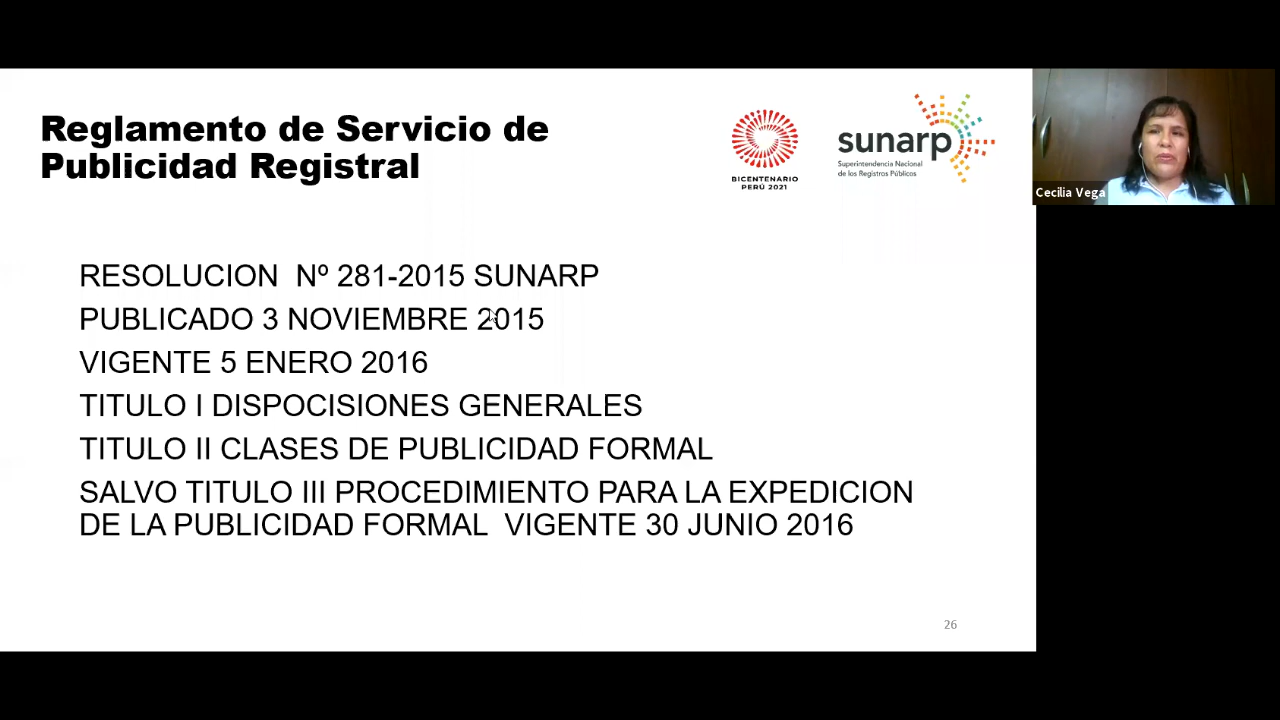 Reglamento de Servicio de
Publicidad Registral
BICENTENARIO
PERÚ 2021
sunarp
Superintendencia Nacional
de los Registros Públicos
Cecilia Vega
RESOLUCION  Nº 281-2015 SUNARP
PUBLICADO 3 NOVIEMBRE 2015
VIGENTE 5 ENERO 2016
TITULO I DISPOCISIONES GENERALES
TITULO II CLASES DE PUBLICIDAD FORMAL
SALVO TITULO III PROCEDIMIENTO PARA LA EXPEDICION
DE LA PUBLICIDAD FORMAL  VIGENTE 30 JUNIO 2016
26